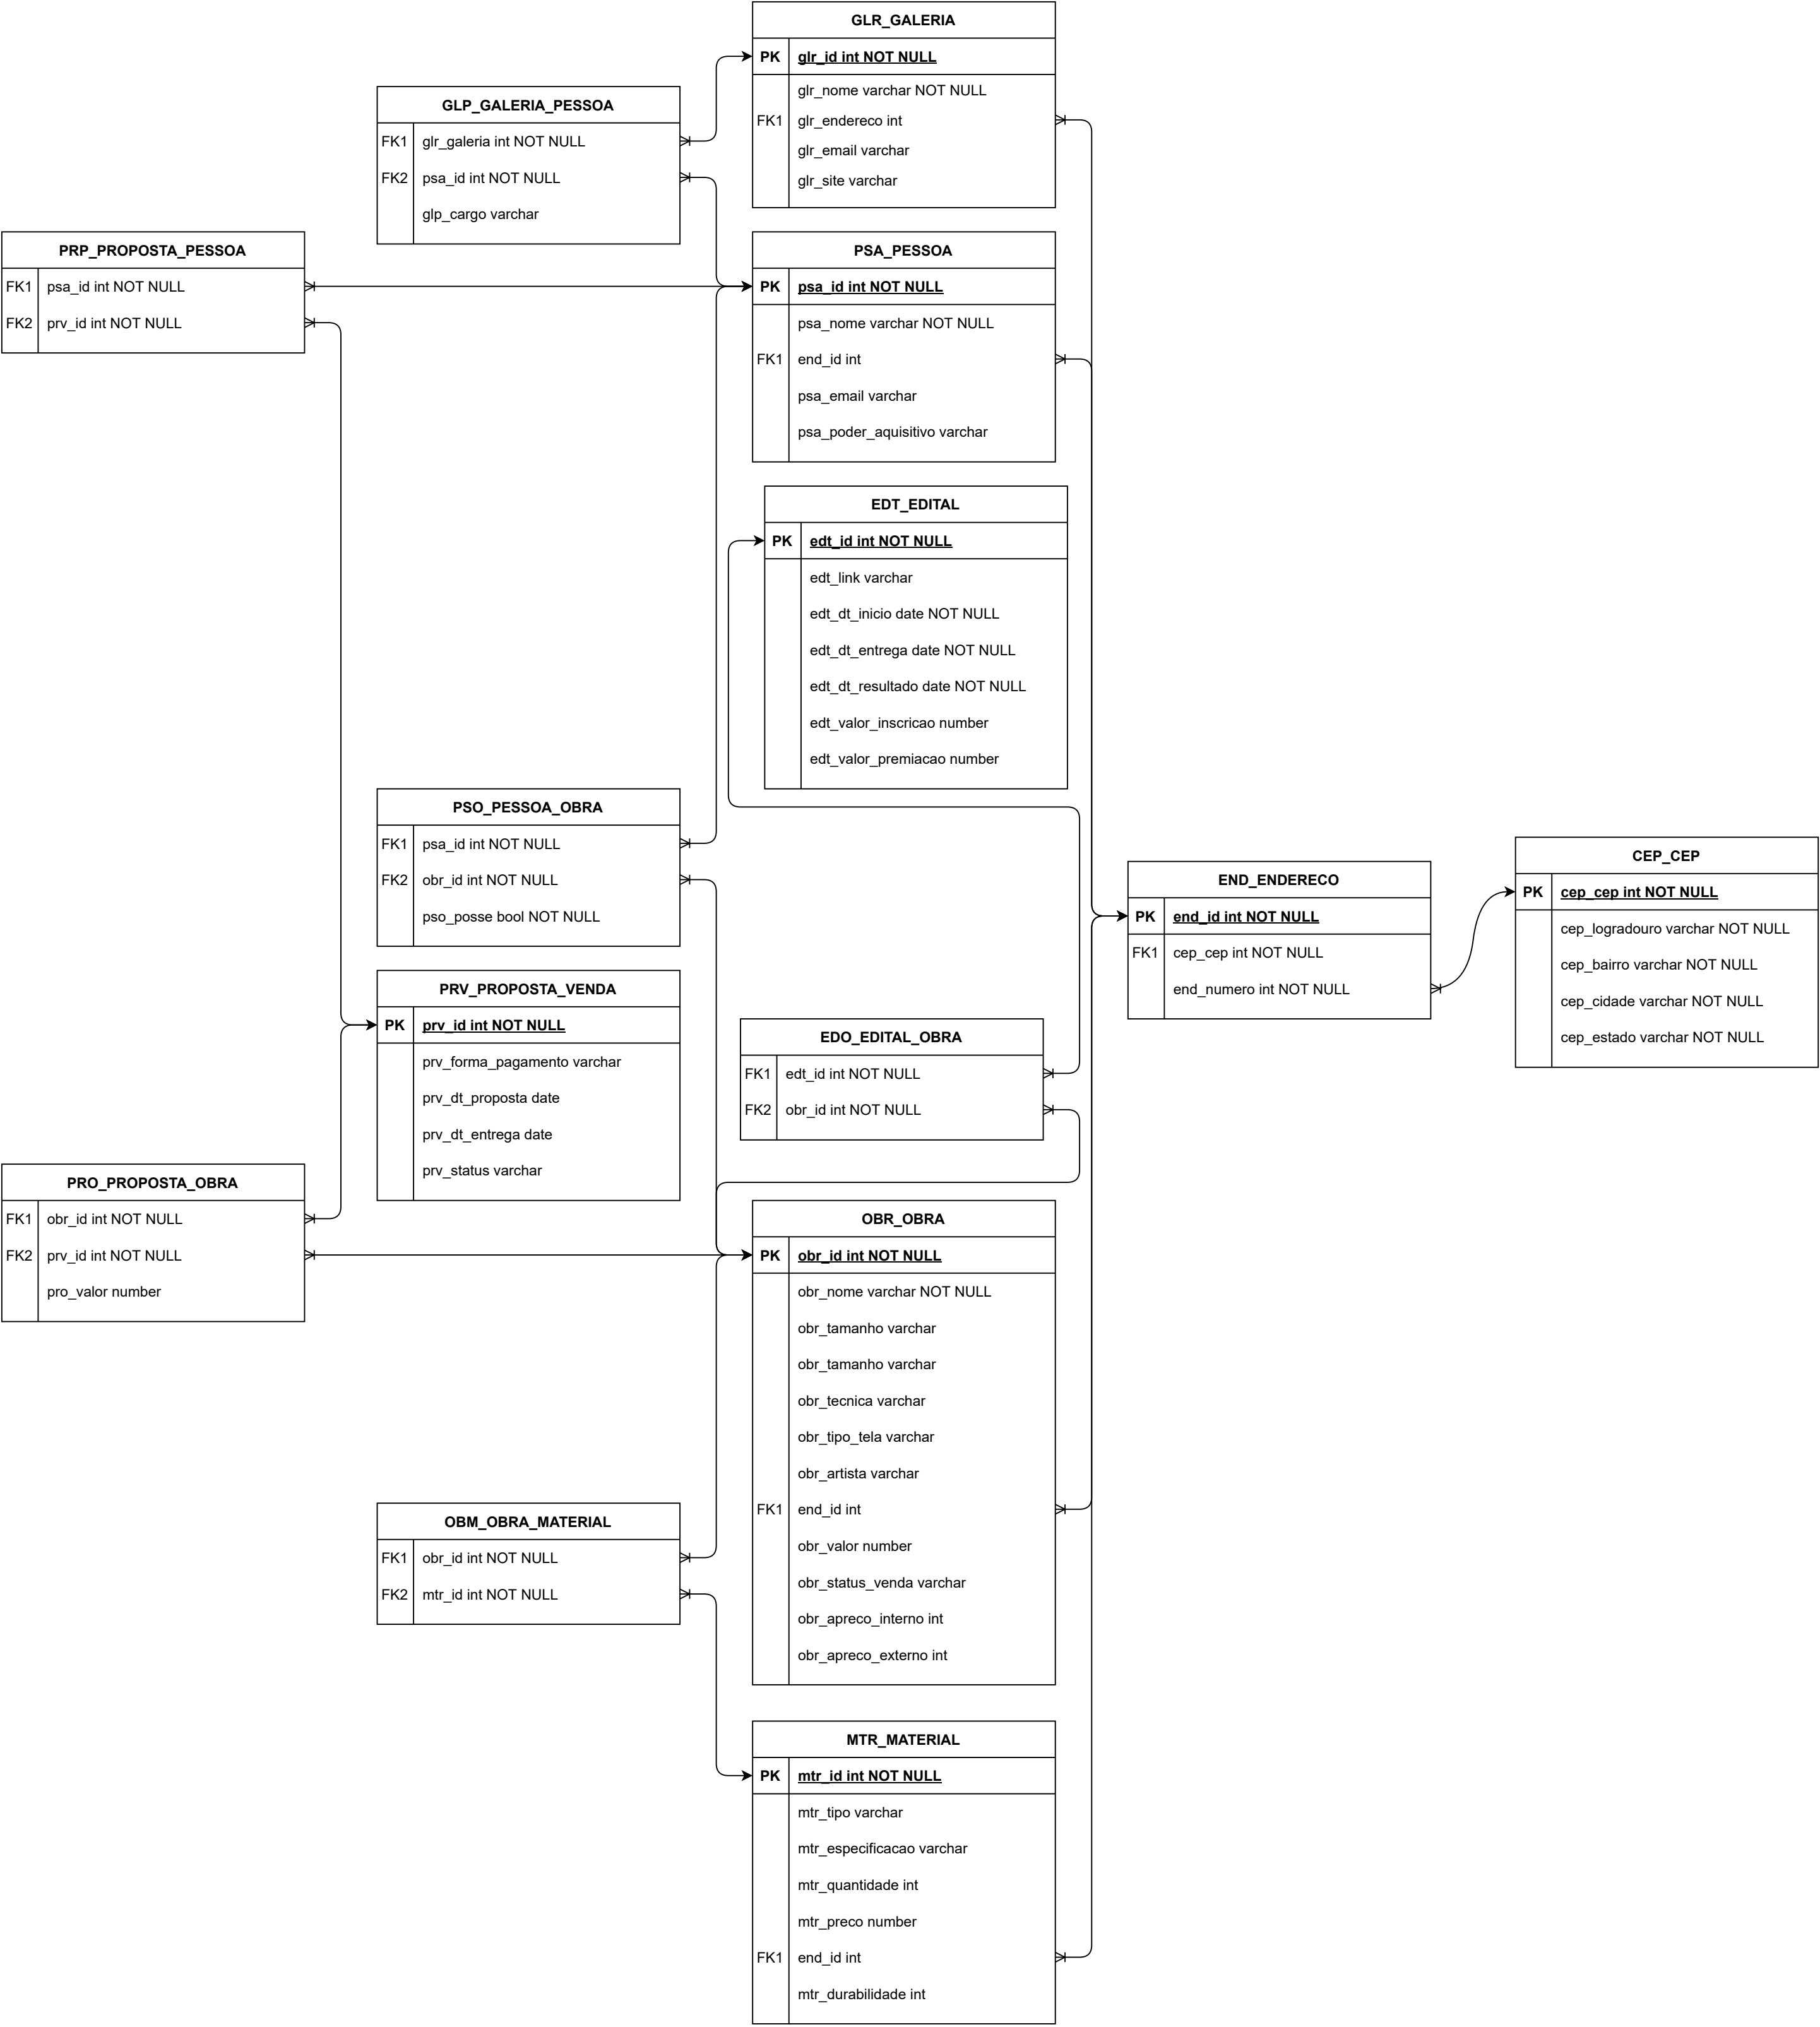 GLR_GALERIA
PK glr_id int NOT NULL
glr_nome varchar NOT NULL
FK1 glr_endereco int
glr_email varchar
glr_site varchar
GLP_GALERIA_PESSOA
FK1 glr_galeria int NOT NULL
FK2 psa_id int NOT NULL
glp_cargo varchar
PRP_PROPOSTA_PESSOA
FK1 psa_id int NOT NULL
FK2 prv_id int NOT NULL
PSA_PESSOA
PK psa_id int NOT NULL
psa_nome varchar NOT NULL
FK1 end_id int
psa_email varchar
psa_poder_aquisitivo varchar
EDT_EDITAL
PK edt_id int NOT NULL
edt_link varchar
edt_dt_inicio date NOT NULL
edt_dt_entrega date NOT NULL
edt_dt_resultado date NOT NULL
edt_valor_inscricao number
edt_valor_premiacao number
PSO_PESSOA_OBRA
FK1 psa_id int NOT NULL
FK2 obr_id int NOT NULL
pso_posse bool NOT NULL
END_ENDERECO
PK end_id int NOT NULL
FK1 cep_cep int NOT NULL
end_numero int NOT NULL
CEP_CEP
PK cep_cep int NOT NULL
cep_logradouro varchar NOT NULL
cep_bairro varchar NOT NULL
cep_cidade varchar NOT NULL
cep_estado varchar NOT NULL
PRV_PROPOSTA_VENDA
PK prv_id int NOT NULL
prv_forma_pagamento varchar
prv_dt_proposta date
prv_dt_entrega date
prv_status varchar
EDO_EDITAL_OBRA
FK1 edt_id int NOT NULL
FK2 obr_id int NOT NULL
PRO_PROPOSTA_OBRA
FK1 obr_id int NOT NULL
FK2 prv_id int NOT NULL
pro_valor number
OBR_OBRA
PK obr_id int NOT NULL
obr_nome varchar NOT NULL
obr_tamanho varchar
obr_tamanho varchar
obr_tecnica varchar
obr_tipo_tela varchar
obr_artista varchar
FK1 end_id int
obr_valor number
obr_status_venda varchar
obr_apreco_interno int
obr_apreco_externo int
OBM_OBRA_MATERIAL
FK1 obr_id int NOT NULL
FK2 mtr_id int NOT NULL
MTR_MATERIAL
PK mtr_id int NOT NULL
mtr_tipo varchar
mtr_especificacao varchar
mtr_quantidade int
mtr_preco number
FK1 end_id int
mtr_durabilidade int